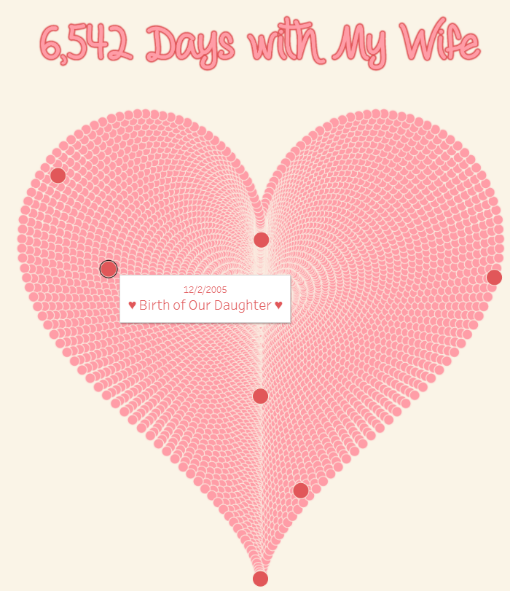 6,542 Days with My Wife
12/2/2005
♥ Birth of Our Daughter ♥